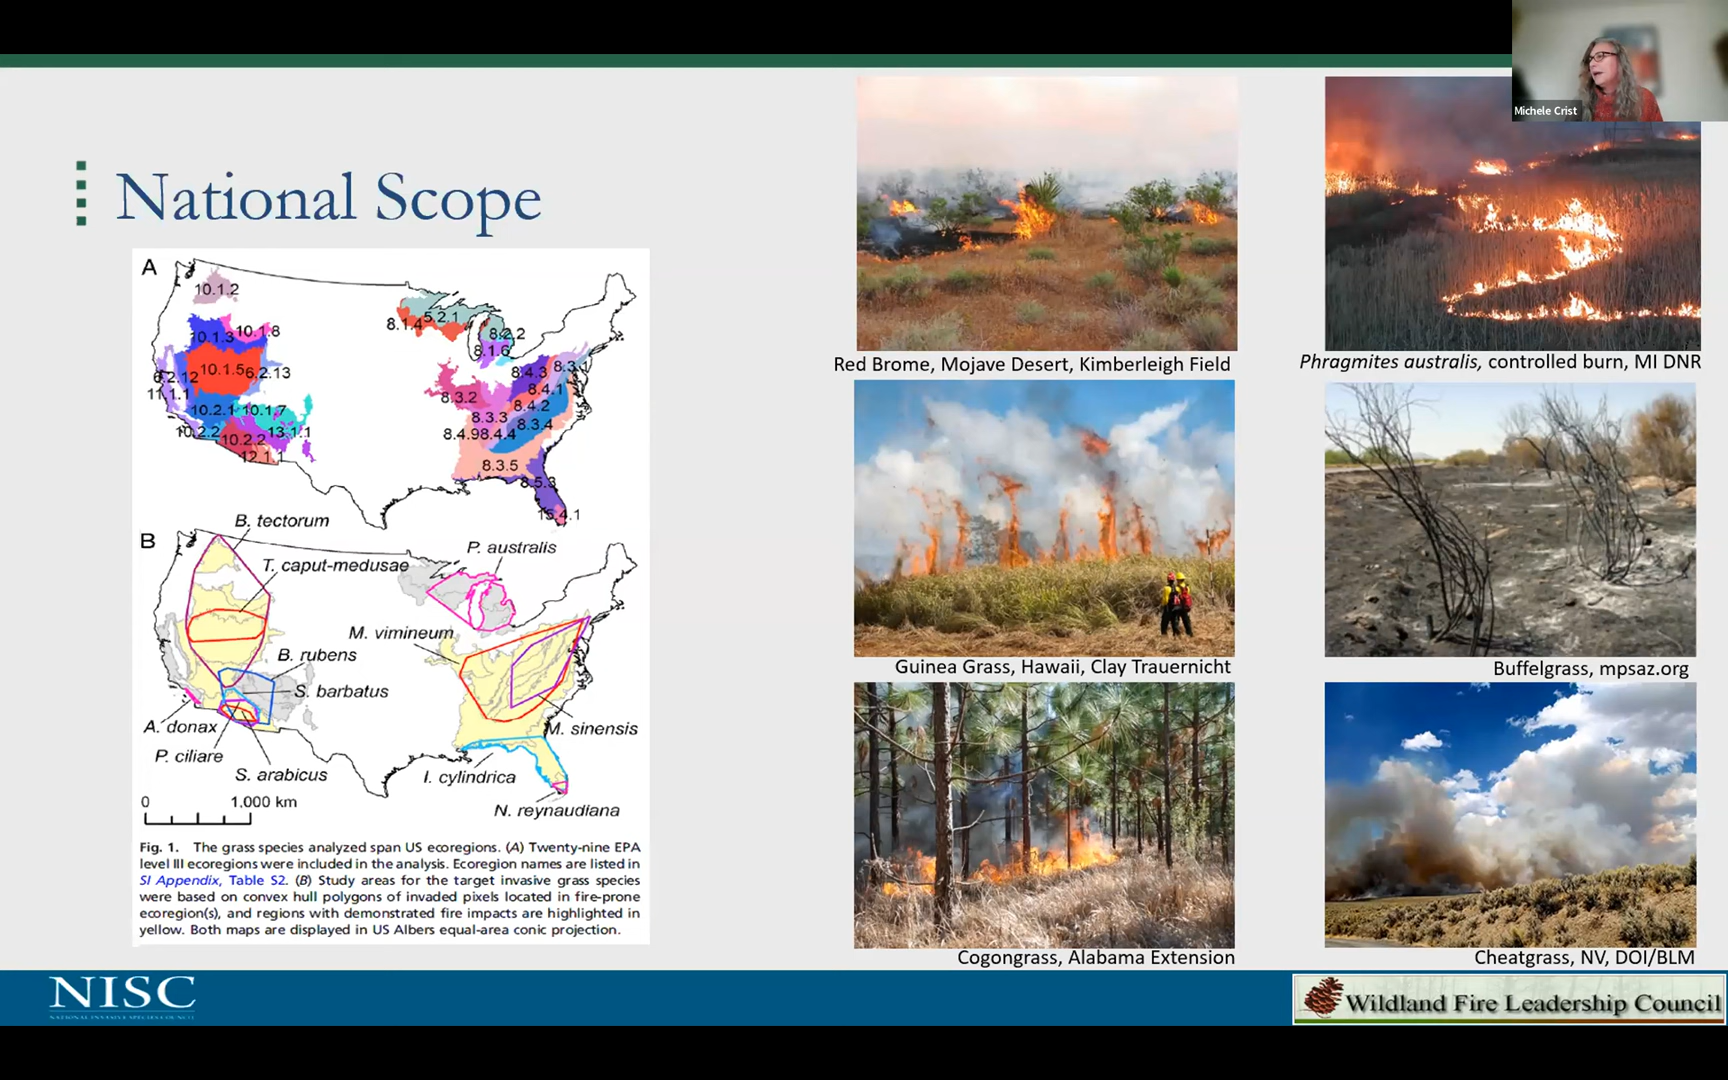 Michele Crist
National Scope
A
10.1.2
10.1.3
10.1.8
10.1.5
6.2.13
6.2.12
11.1.1
10.2.1
10.1.7
10.2.2
10.2.2
13.1.1
12.1.1
8.1.4
5.2.1
8.2.2
8.1.6
8.4.3
8.3.1
8.4.1
8.3.2
8.4.2
8.3.3
8.3.4
8.4.9
8.4.4
8.3.5
8.5.3
15.4.1
B
B. tectorum
T. caput-medusae
P. australis
M. vimineum
B. rubens
S. barbatus
A. donax
M. sinensis
P. ciliare
S. arabicus
I. cylindrica
N. reynaudiana
0 1,000 km
Fig. 1. The grass species analyzed span US ecoregions. (A) Twenty-nine EPA
level III ecoregions were included in the analysis. Ecoregion names are listed in
SI Appendix, Table S2. (B) Study areas for the target invasive grass species
were based on convex hull polygons of invaded pixels located in fire-prone
ecoregion(s), and regions with demonstrated fire impacts are highlighted in
yellow. Both maps are displayed in US Albers equal-area conic projection.
Red Brome, Mojave Desert, Kimberleigh Field
Phragmites australis, controlled burn, MI DNR
Guinea Grass, Hawaii, Clay Trauernicht
Buffelgrass, mpsaz.org
Cogongrass, Alabama Extension
Cheatgrass, NV, DOI/BLM
NISC
NATIONAL INVASIVE SPECIES COUNCIL
Wildland Fire Leadership Council